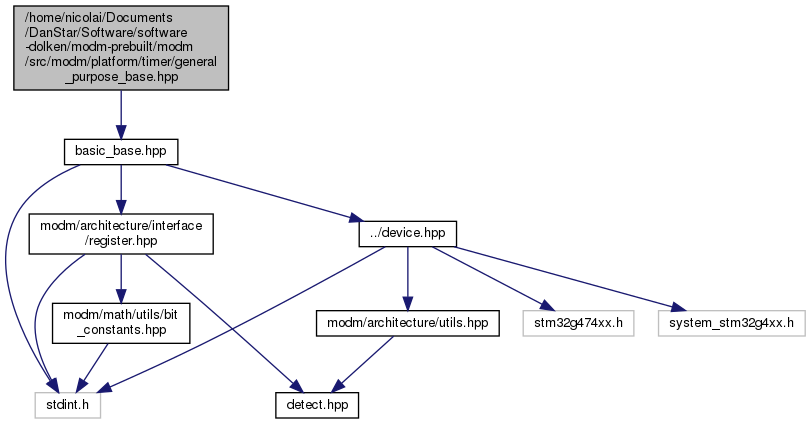 /home/nicolai/Documents
/DanStar/Software/software
-dolken/modm-prebuilt/modm
/src/modm/platform/timer/general
_purpose_base.hpp
basic_base.hpp
modm/architecture/interface
/register.hpp
../device.hpp
modm/math/utils/bit
_constants.hpp
modm/architecture/utils.hpp
stm32g474xx.h
system_stm32g4xx.h
stdint.h
detect.hpp